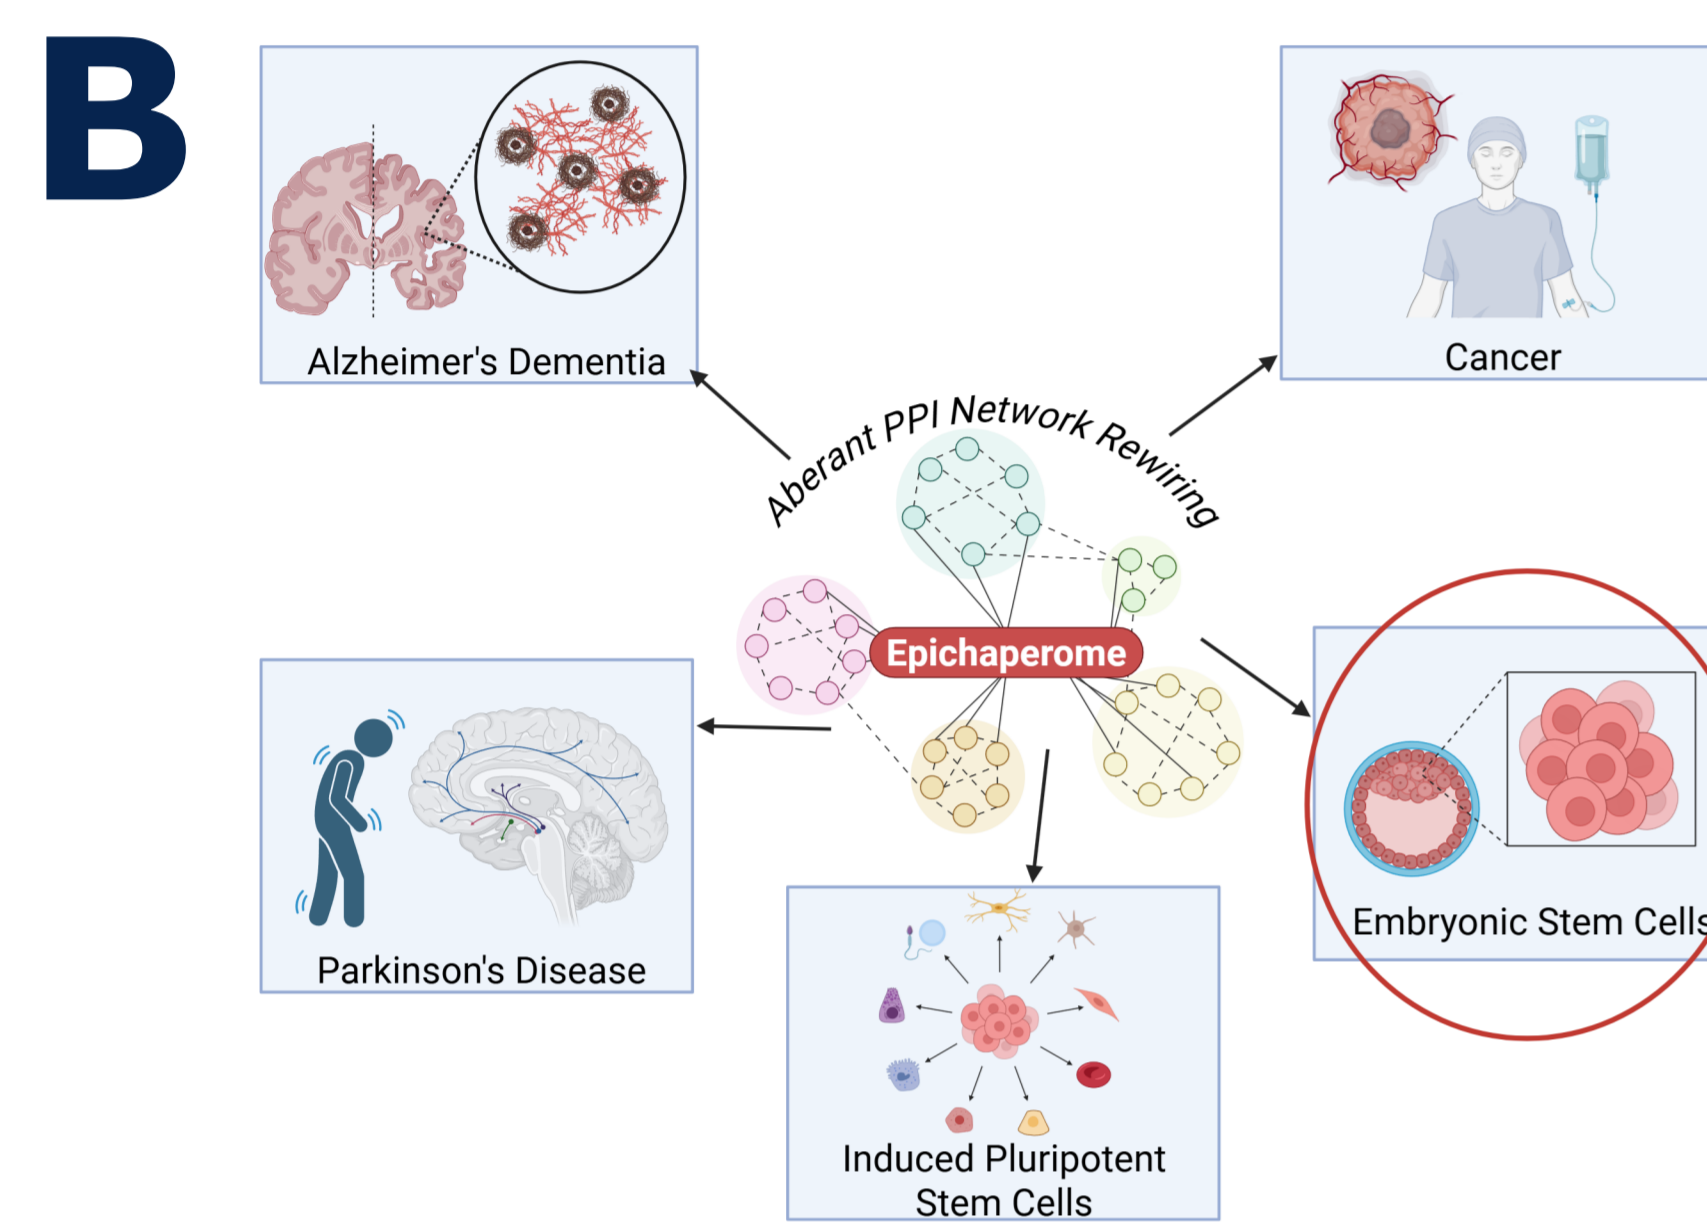 B
Alzheimer's Dementia
Cancer
Aberant PPI Network Rewiring
Epichaperome
Parkinson's Disease
Embryonic Stem Cells
Induced Pluripotent
Stem Cells